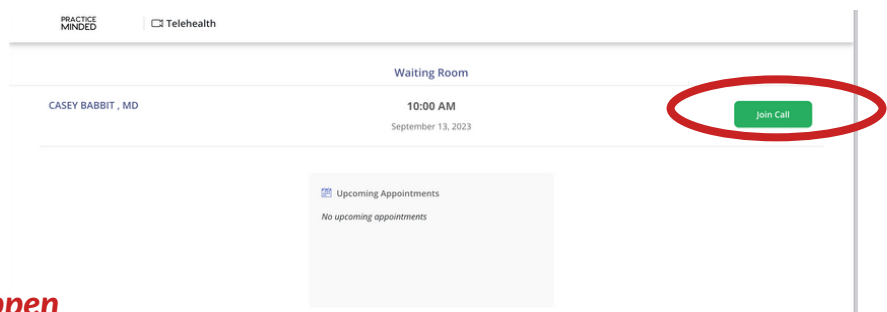 PRACTICE
MINDED
Telehealth
Waiting Room
CASEY BABBIT , MD
10:00 AM
Join Call
September 13, 2023
Upcoming Appointments
No upcoming appointments